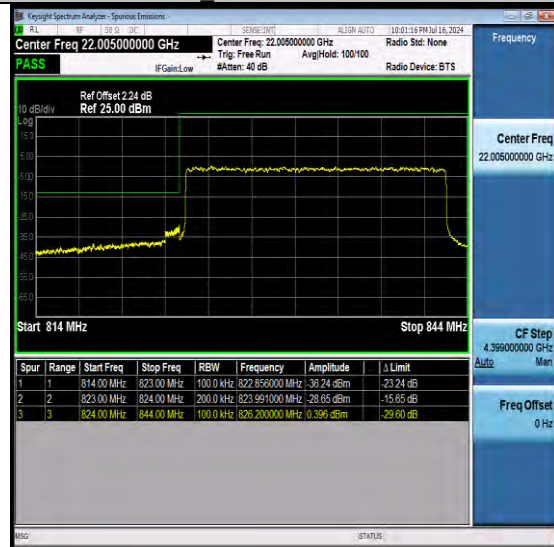 Keysight Spectrum Analyzer - Spurious Emissions
RL RF 50 Ω DC SENSE:INT ALIGN AUTO 10:01:16 PM Jul 16, 2024
Center Freq 22.005000000 GHz
Center Freq: 22.005000000 GHz
Radio Std: None
Trig: Free Run Avg|Hold: 100/100
PASS
IFGain:Low
#Atten: 40 dB
Radio Device: BTS
Frequency
Ref Offset 2.24 dB
10 dB/div Ref 25.00 dBm
Log
15.0
5.00
-5.00
-15.0
-25.0
-35.0
-45.0
-55.0
-65.0
Start 814 MHz
Stop 844 MHz
Center Freq
22.005000000 GHz
CF Step
4.399000000 GHz
Auto Man
Freq Offset
0 Hz
Spur Range Start Freq Stop Freq RBW Frequency Amplitude Δ Limit
1 1 814.00 MHz 823.00 MHz 100.0 kHz 822.856000 MHz -36.24 dBm -23.24 dB
2 2 823.00 MHz 824.00 MHz 200.0 kHz 823.991000 MHz -28.65 dBm -15.65 dB
3 3 824.00 MHz 844.00 MHz 100.0 kHz 826.200000 MHz 0.396 dBm -29.60 dB
MSG
STATUS